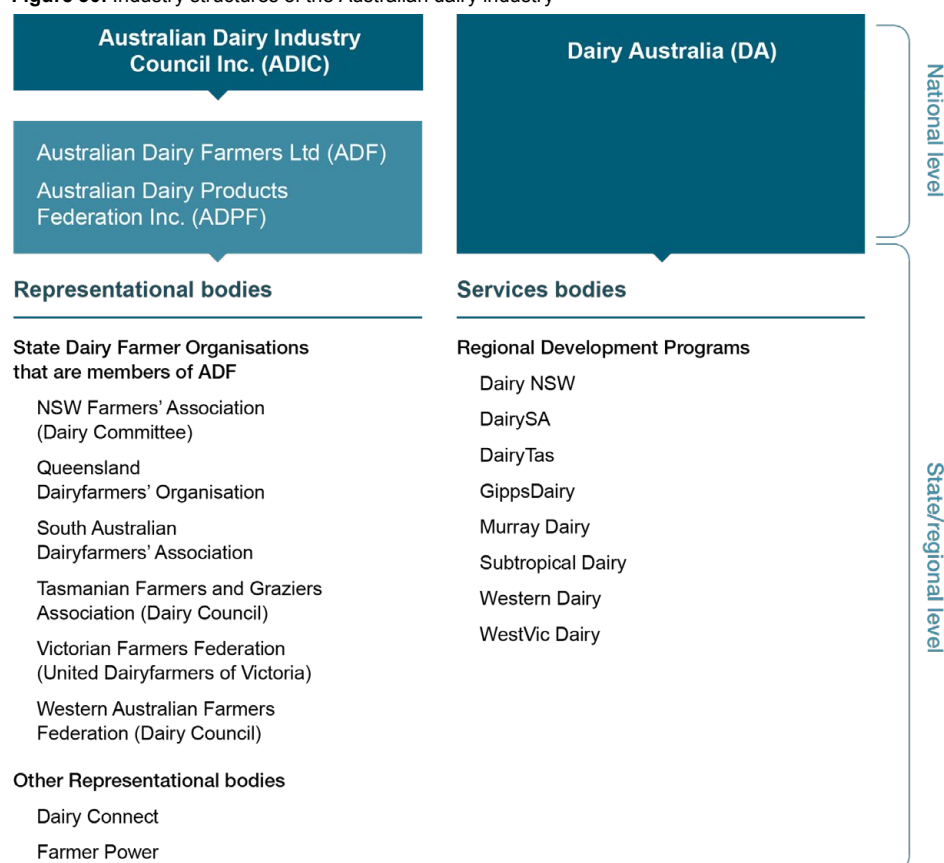 Australian Dairy Industry
Council Inc. (ADIC)
Australian Dairy Farmers Ltd (ADF)
Australian Dairy Products
Federation Inc. (ADPF)
Representational bodies
State Dairy Farmer Organisations
that are members of ADF
NSW Farmers' Association
(Dairy Committee)
Queensland
Dairyfarmers' Organisation
South Australian
Dairyfarmers' Association
Tasmanian Farmers and Graziers
Association (Dairy Council)
Victorian Farmers Federation
(United Dairyfarmers of Victoria)
Western Australian Farmers
Federation (Dairy Council)
Other Representational bodies
Dairy Connect
Farmer Power
Dairy Australia (DA)
Services bodies
Regional Development Programs
Dairy NSW
DairySA
DairyTas
GippsDairy
Murray Dairy
Subtropical Dairy
Western Dairy
WestVic Dairy
National level
State/regional level